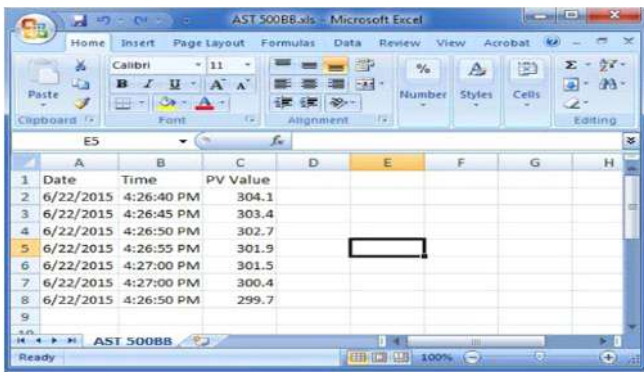 AST 500BB.xls - Microsoft Excel
Home Insert Page Layout Formulas Data Review View Acrobat
Calibri 11
B I U A A
Paste
% Number
Styles
Cells
Σ
Clipboard Font Alignment Editing
E5 fx
A B C D E F G H
1 Date Time PV Value
2 6/22/2015 4:26:40 PM 304.1
3 6/22/2015 4:26:45 PM 303.4
4 6/22/2015 4:26:50 PM 302.7
5 6/22/2015 4:26:55 PM 301.9
6 6/22/2015 4:27:00 PM 301.5
7 6/22/2015 4:27:00 PM 300.4
8 6/22/2015 4:26:50 PM 299.7
9
10
AST 500BB
Ready 100%